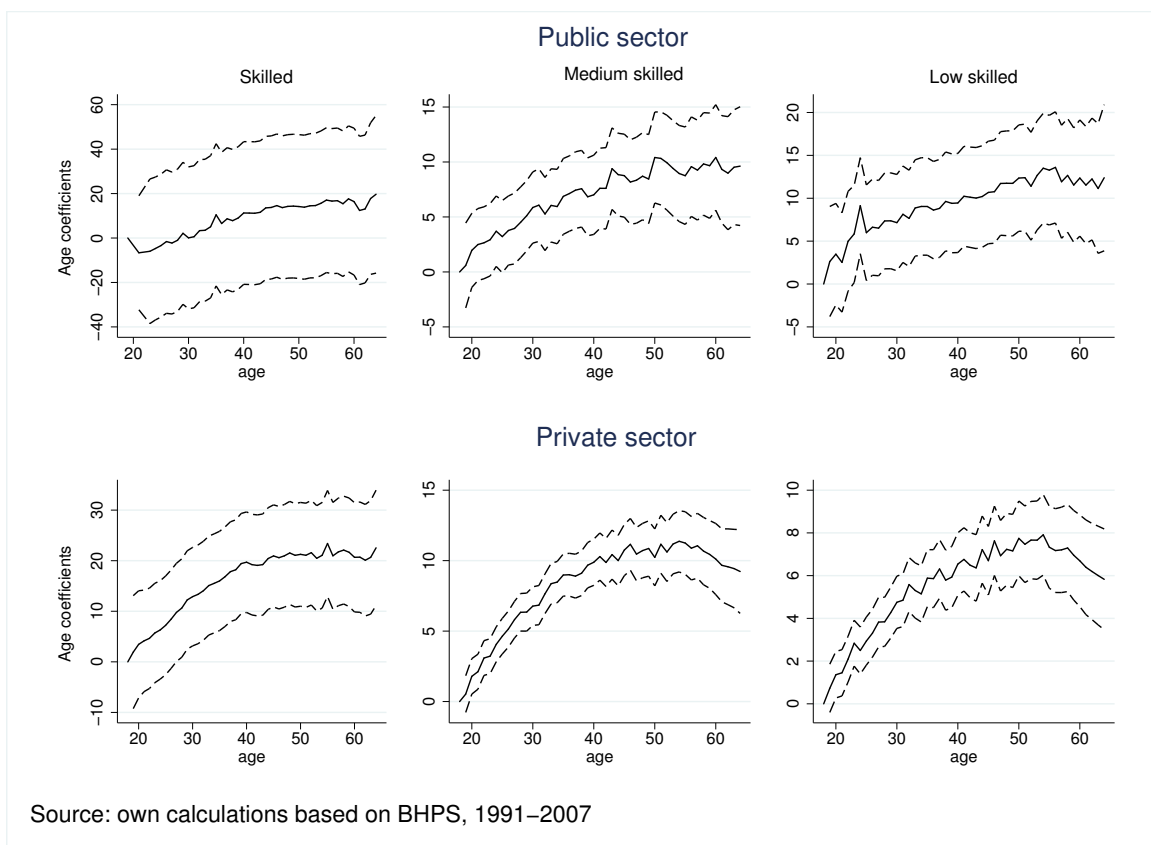 Public sector
Skilled
Medium skilled
Low skilled
Age coefficients
60
40
20
0
−20
−40
20 30 40 50 60
age
15
10
5
0
−5
20 30 40 50 60
age
20
15
10
5
0
−5
20 30 40 50 60
age
Private sector
Age coefficients
30
20
10
0
−10
20 30 40 50 60
age
15
10
5
0
20 30 40 50 60
age
10
8
6
4
2
0
20 30 40 50 60
age
Source: own calculations based on BHPS, 1991−2007